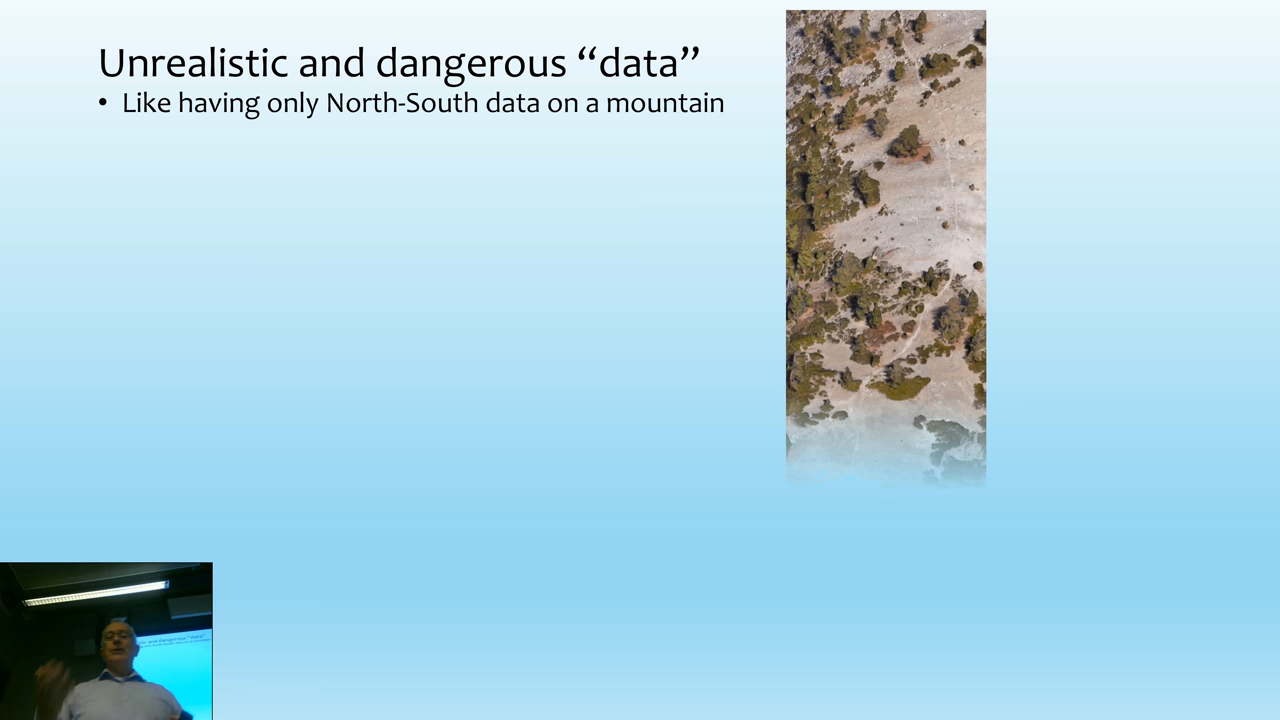 Unrealistic and dangerous “data”
• Like having only North-South data on a mountain